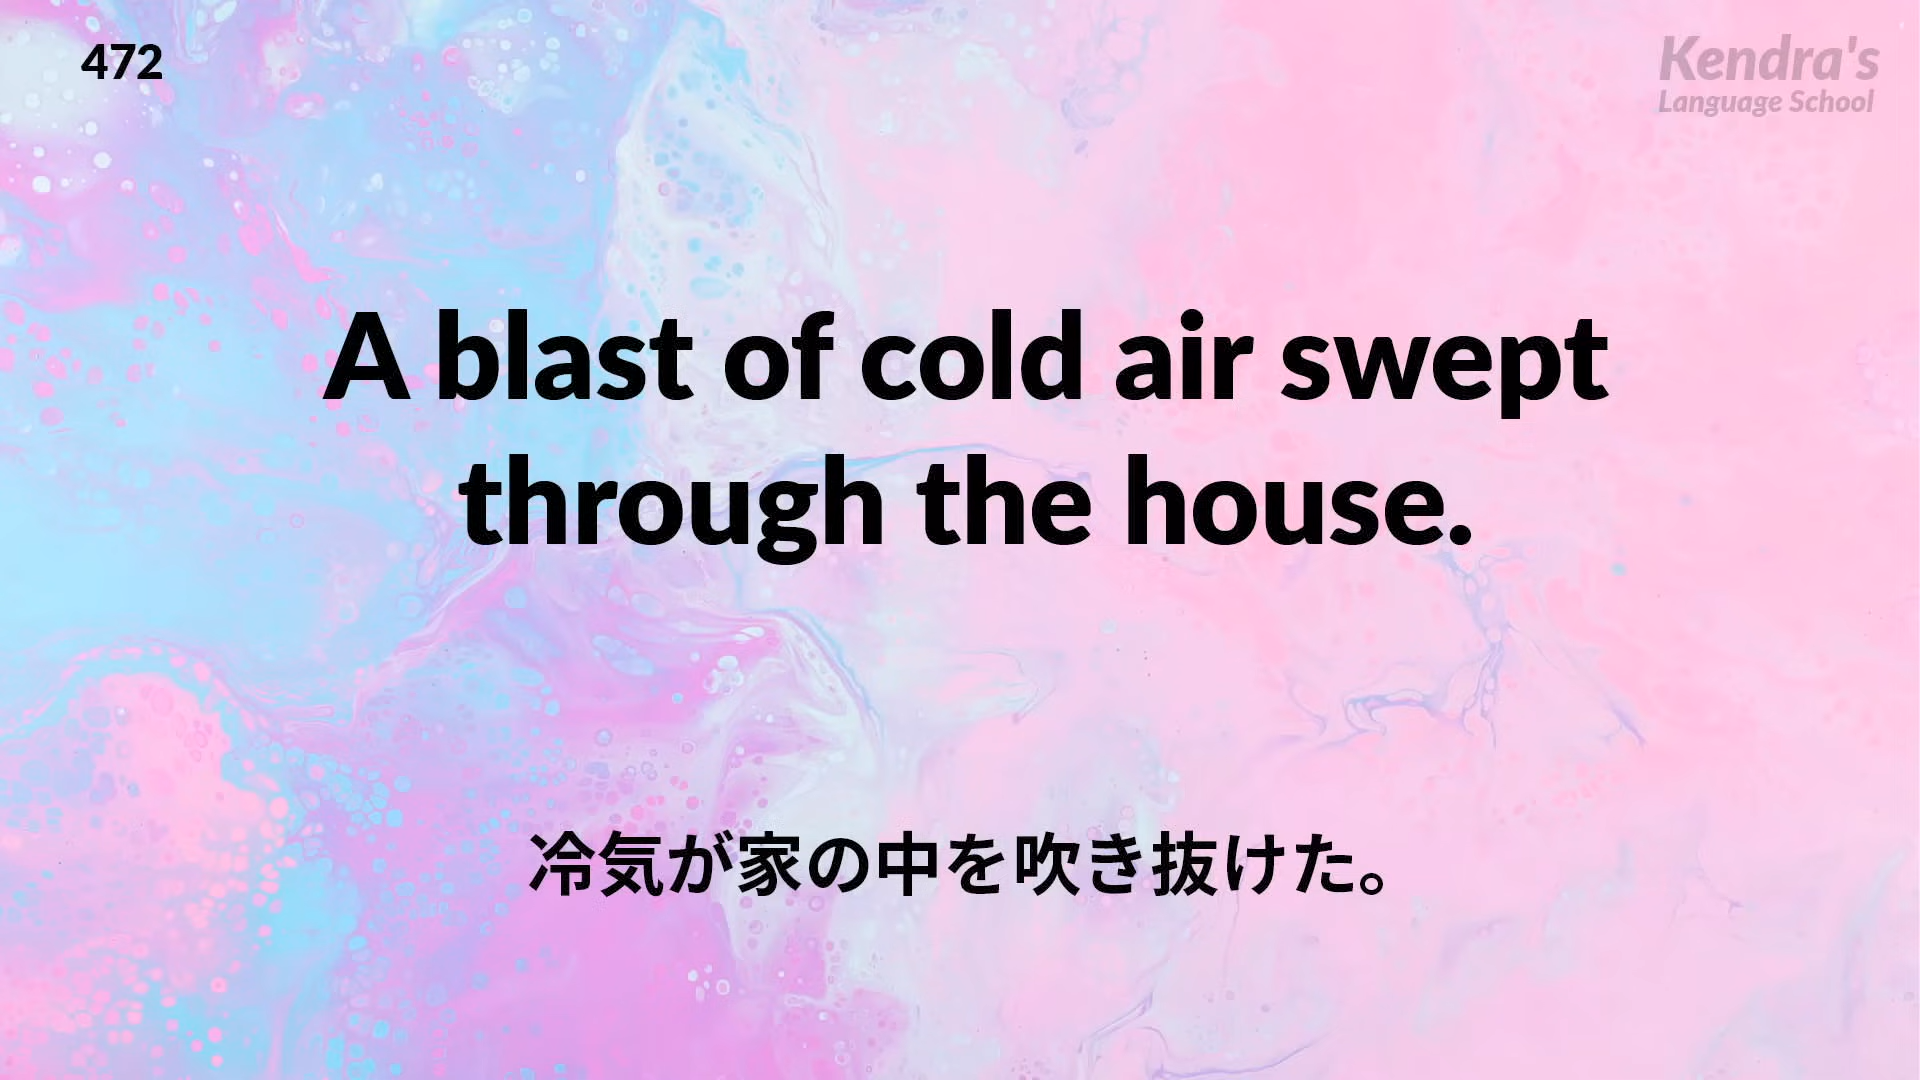 472
Kendra's
Language School
A blast of cold air swept
through the house.
冷気が家の中を吹き抜けた。